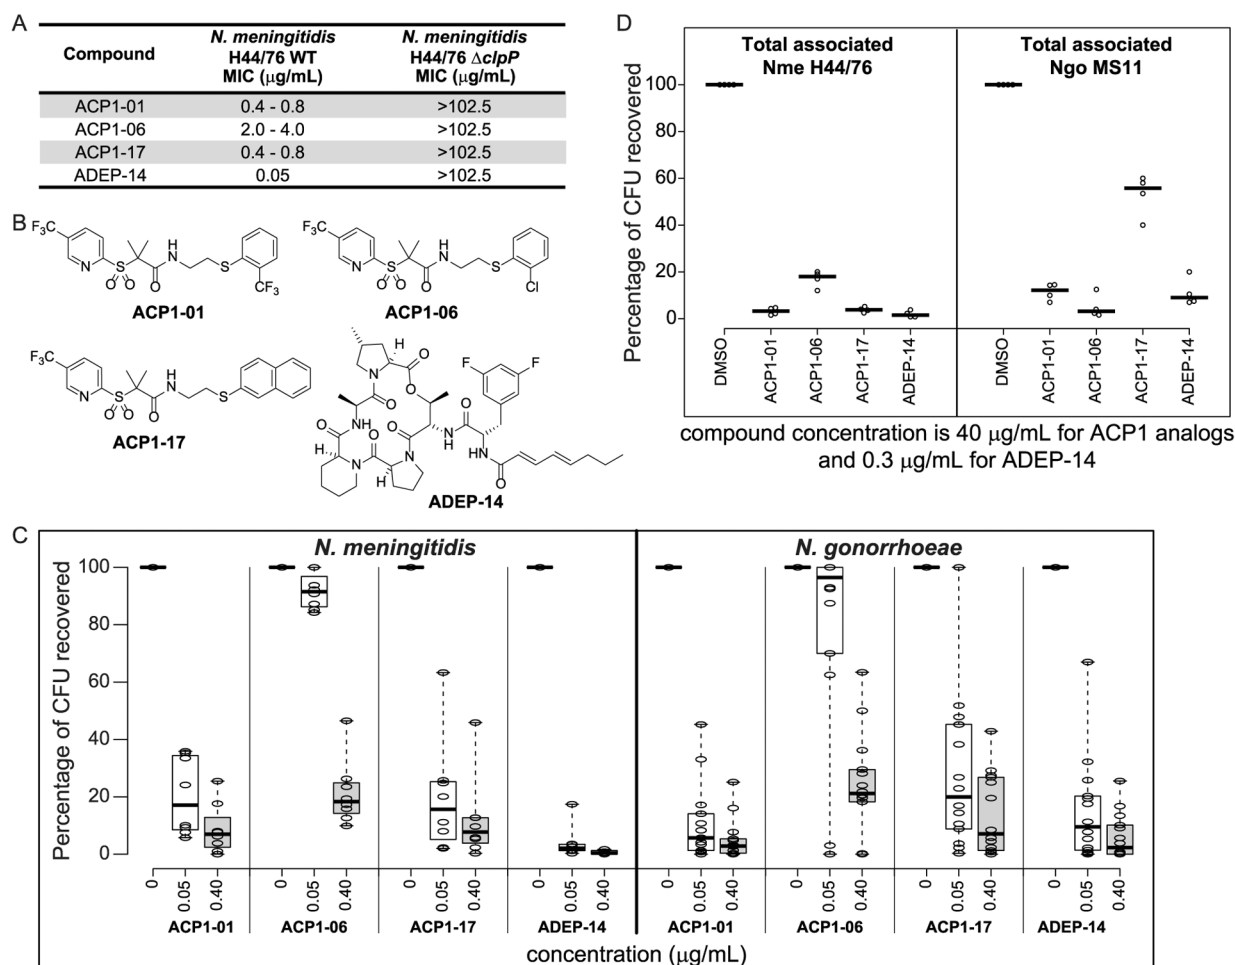 A
Compound
N. meningitidis
H44/76 WT
MIC (μg/mL)
N. meningitidis
H44/76 ΔclpP
MIC (μg/mL)
ACP1-01 0.4 - 0.8 >102.5
ACP1-06 2.0 - 4.0 >102.5
ACP1-17 0.4 - 0.8 >102.5
ADEP-14 0.05 >102.5
B
F3C
N
S
O O
O
H
N
S
CF3
ACP1-01
F3C
N
S
O O
O
H
N
S
Cl
ACP1-06
F3C
N
S
O O
O
H
N
S
ACP1-17
H
N
O
O
O
NH
O
H
N
O
H
N
O
NH
O
HN
O
F
F
ADEP-14
C
N. meningitidis
N. gonorrhoeae
Percentage of CFU recovered
100
80
60
40
20
0
0 0.05 0.40 0 0.05 0.40 0 0.05 0.40 0 0.05 0.40 0 0.05 0.40 0 0.05 0.40 0 0.05 0.40 0 0.05 0.40
ACP1-01 ACP1-06 ACP1-17 ADEP-14 ACP1-01 ACP1-06 ACP1-17 ADEP-14
concentration (μg/mL)
D
Total associated
Nme H44/76
Total associated
Ngo MS11
Percentage of CFU recovered
100
80
60
40
20
0
DMSO ACP1-01 ACP1-06 ACP1-17 ADEP-14 DMSO ACP1-01 ACP1-06 ACP1-17 ADEP-14
compound concentration is 40 μg/mL for ACP1 analogs
and 0.3 μg/mL for ADEP-14